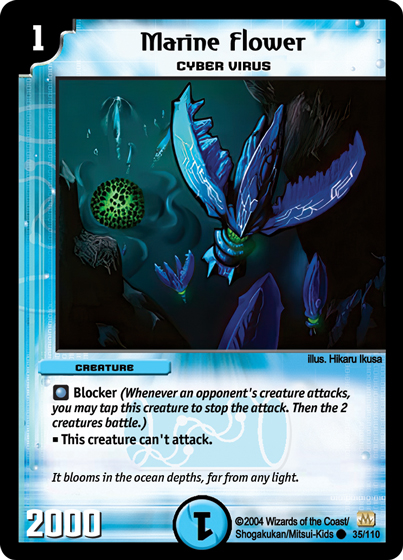 1
Marine Flower
CYBER VIRUS
illus. Hikaru Ikusa
CREATURE
Blocker (Whenever an opponent's creature attacks,
you may tap this creature to stop the attack. Then the 2
creatures battle.)
▪ This creature can't attack.
It blooms in the ocean depths, far from any light.
2000
1
©2004 Wizards of the Coast/
Shogakukan/Mitsui-Kids ● 35/110